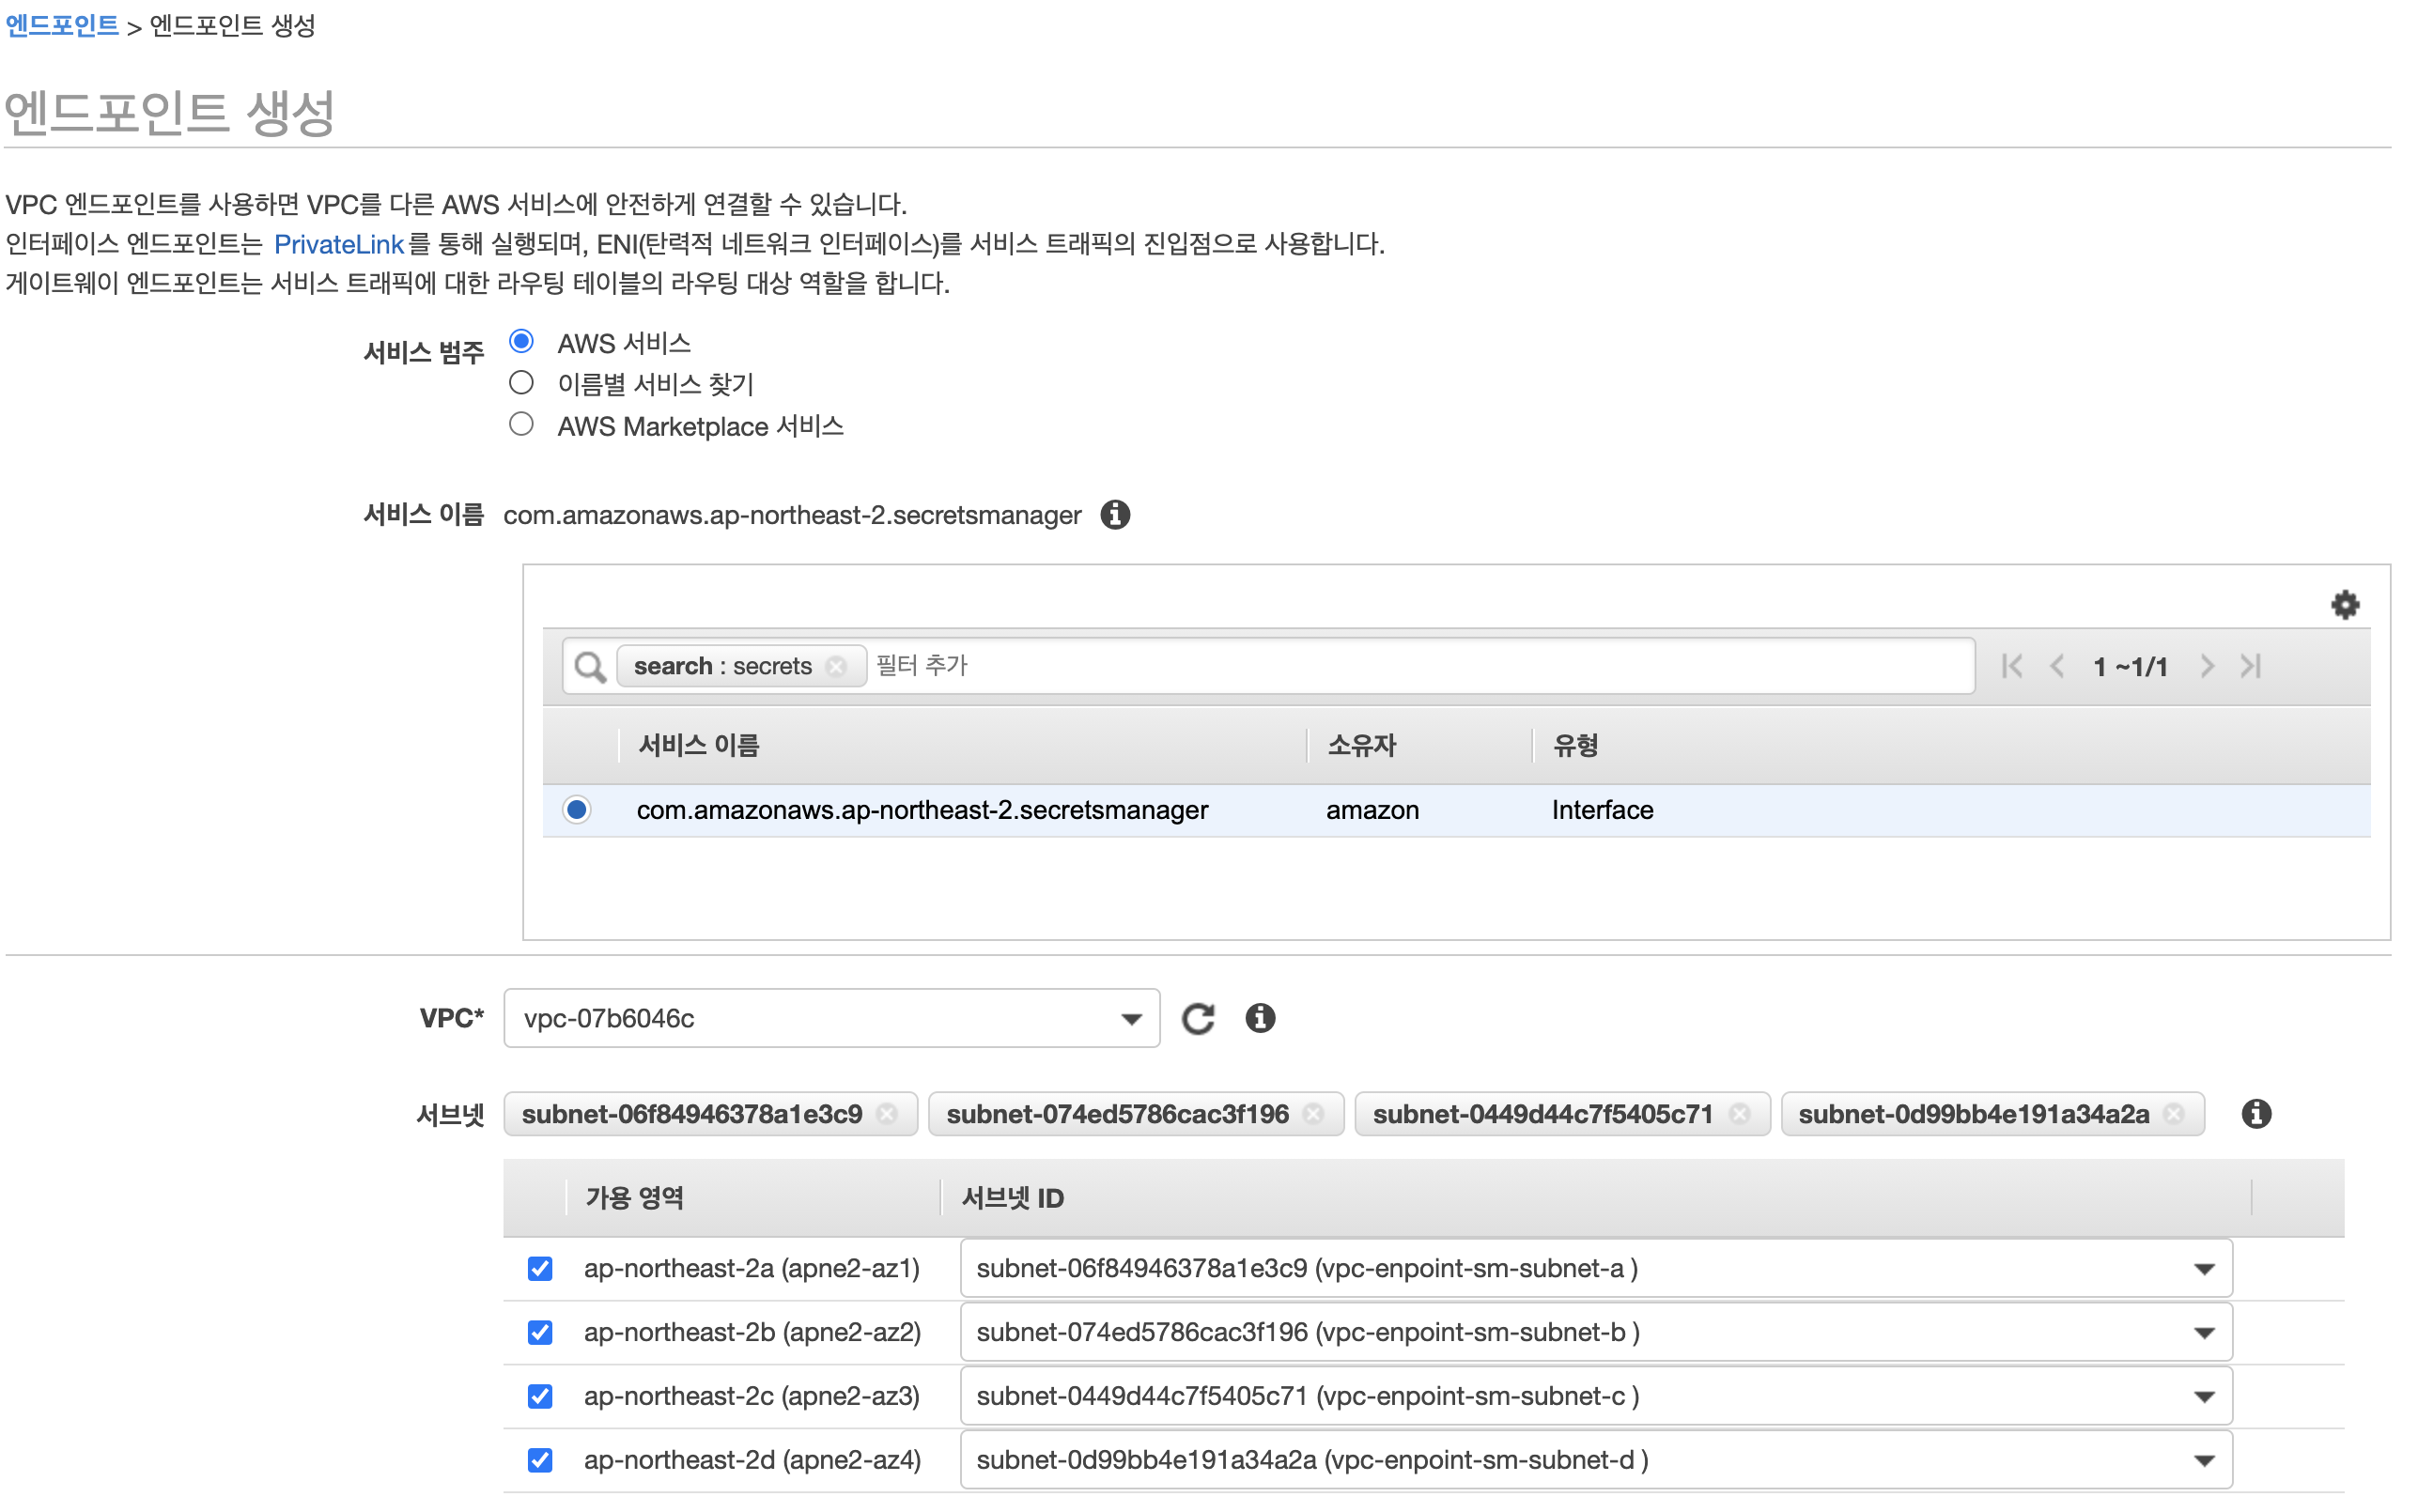 엔드포인트 > 엔드포인트 생성
엔드포인트 생성
VPC 엔드포인트를 사용하면 VPC를 다른 AWS 서비스에 안전하게 연결할 수 있습니다.
인터페이스 엔드포인트는 PrivateLink를 통해 실행되며, ENI(탄력적 네트워크 인터페이스)를 서비스 트래픽의 진입점으로 사용합니다.
게이트웨이 엔드포인트는 서비스 트래픽에 대한 라우팅 테이블의 라우팅 대상 역할을 합니다.
서비스 범주 AWS 서비스
이름별 서비스 찾기
AWS Marketplace 서비스
서비스 이름 com.amazonaws.ap-northeast-2.secretsmanager
search : secrets 필터 추가 1 ~1/1
서비스 이름 소유자 유형
com.amazonaws.ap-northeast-2.secretsmanager amazon Interface
VPC* vpc-07b6046c
서브넷 subnet-06f84946378a1e3c9 subnet-074ed5786cac3f196 subnet-0449d44c7f5405c71 subnet-0d99bb4e191a34a2a
가용 영역 서브넷 ID
ap-northeast-2a (apne2-az1) subnet-06f84946378a1e3c9 (vpc-enpoint-sm-subnet-a )
ap-northeast-2b (apne2-az2) subnet-074ed5786cac3f196 (vpc-enpoint-sm-subnet-b )
ap-northeast-2c (apne2-az3) subnet-0449d44c7f5405c71 (vpc-enpoint-sm-subnet-c )
ap-northeast-2d (apne2-az4) subnet-0d99bb4e191a34a2a (vpc-enpoint-sm-subnet-d )